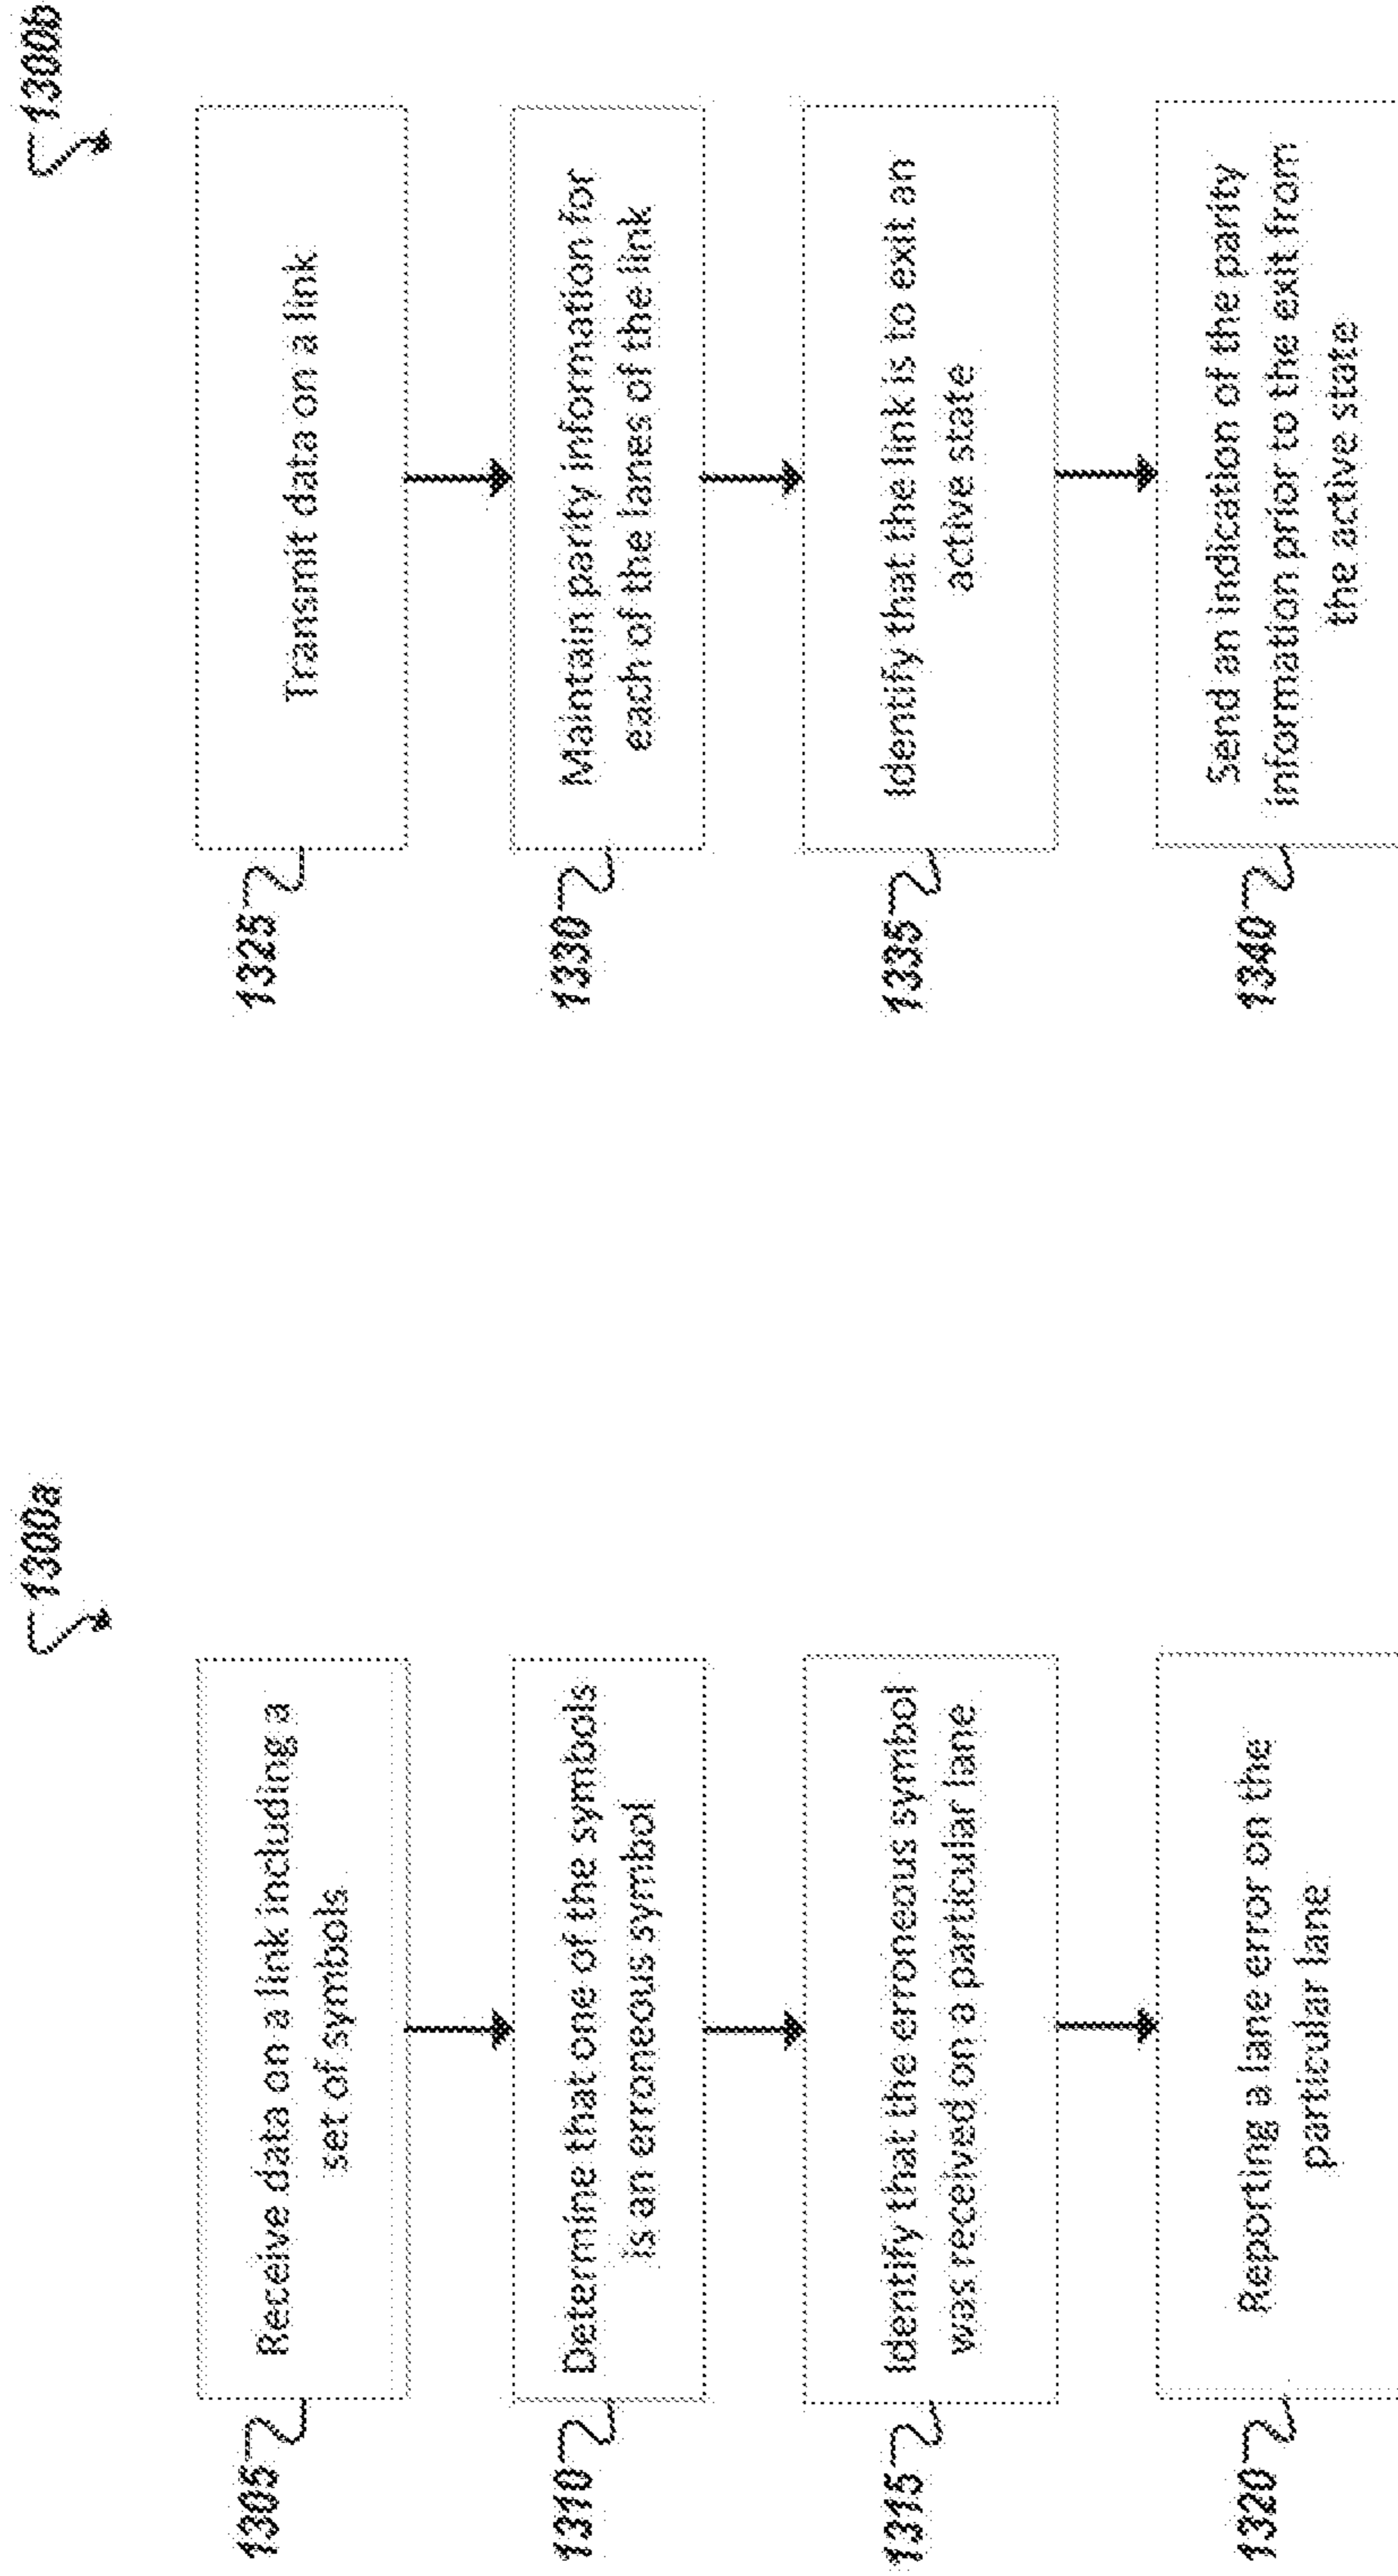 1300a
1305
Receive data on a link including a
set of symbols
1310
Determine that one of the symbols
is an erroneous symbol
1315
Identify that the erroneous symbol
was received on a particular lane
1320
Reporting a lane error on the
particular lane
1300b
1325
Transmit data on a link
1330
Maintain parity information for
each of the lanes of the link
1335
Identify that the link is to exit an
active state
1340
Send an indication of the parity
information prior to the exit from
the active state